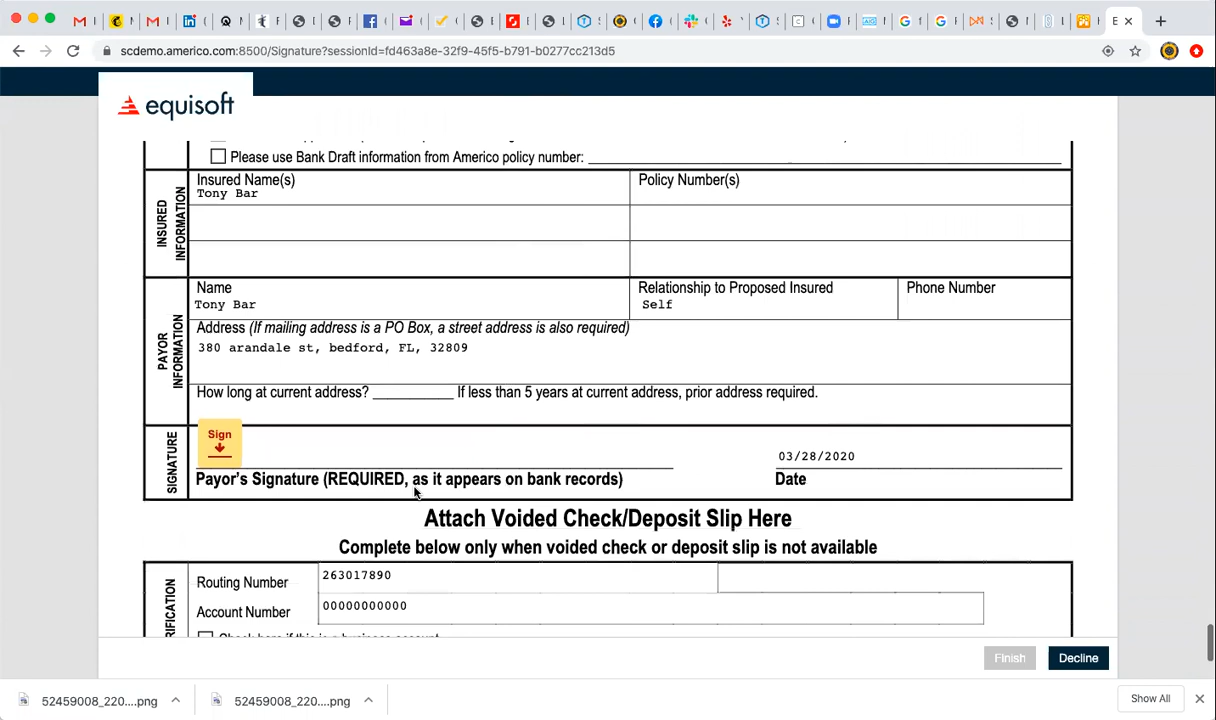 scdemo.americo.com:8500/Signature?sessionId=fd463a8e-32f9-45f5-b791-b0277cc213d5
equisoft
Please use Bank Draft information from Americo policy number:
INSURED INFORMATION
Insured Name(s)
Tony Bar
Policy Number(s)
PAYOR INFORMATION
Name
Tony Bar
Relationship to Proposed Insured
Self
Phone Number
Address (If mailing address is a PO Box, a street address is also required)
380 arandale st, bedford, FL, 32809
How long at current address? __________ If less than 5 years at current address, prior address required.
SIGNATURE
Sign
03/28/2020
Payor's Signature (REQUIRED, as it appears on bank records)
Date
Attach Voided Check/Deposit Slip Here
Complete below only when voided check or deposit slip is not available
Routing Number
263017890
Account Number
00000000000
Check here if this is a business account
Finish
Decline
52459008_220....png
52459008_220....png
Show All